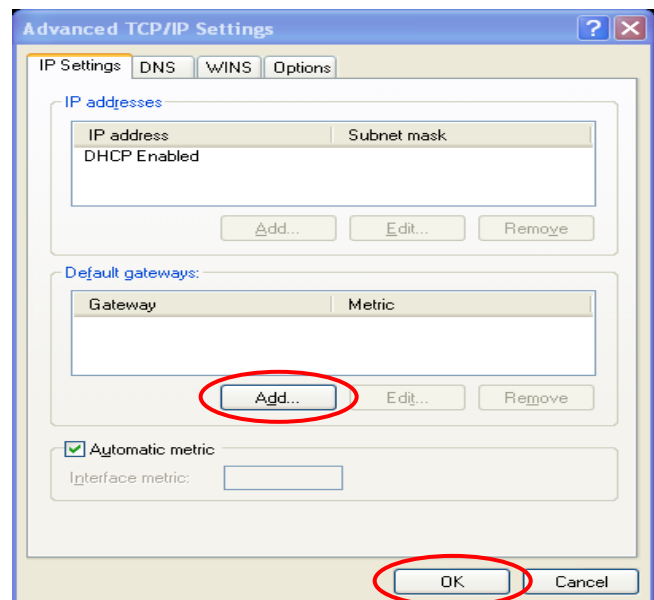 Advanced TCP/IP Settings
IP Settings DNS WINS Options
IP addresses
IP address Subnet mask
DHCP Enabled
Add... Edit... Remove
Default gateways:
Gateway Metric
Add... Edit... Remove
Automatic metric
Interface metric:
OK Cancel